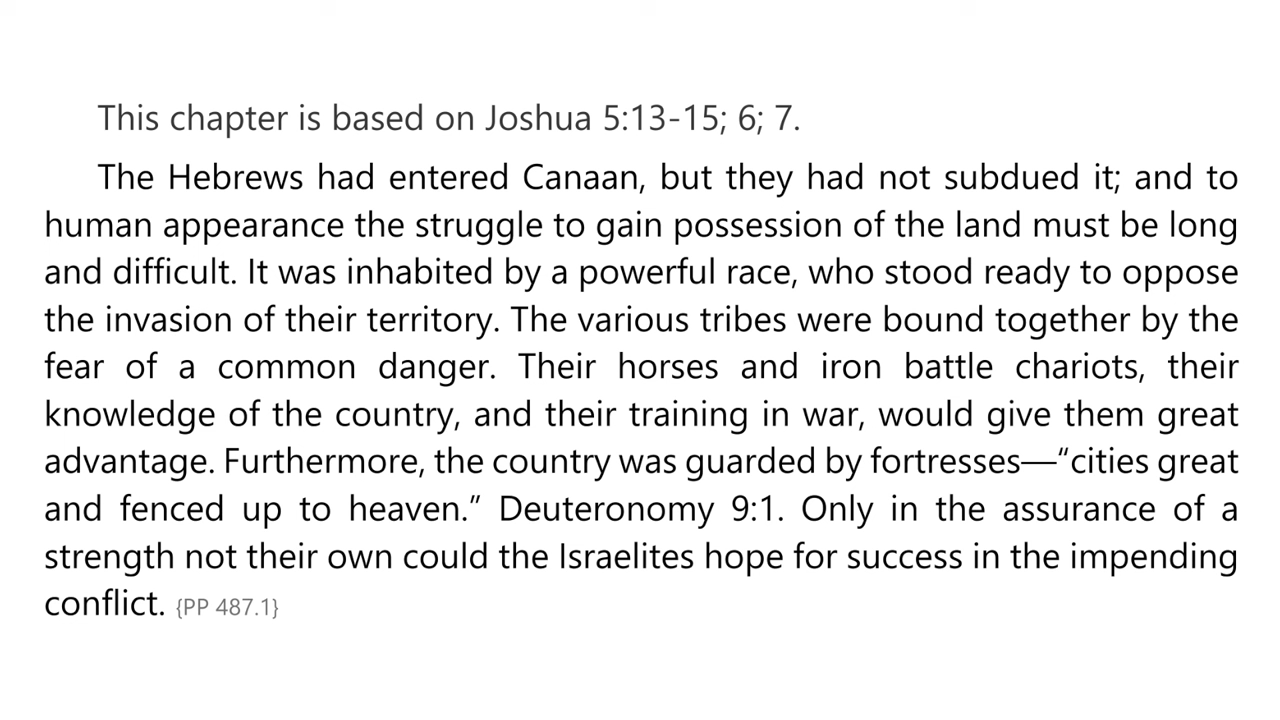 This chapter is based on Joshua 5:13-15; 6; 7.
The Hebrews had entered Canaan, but they had not subdued it; and to
human appearance the struggle to gain possession of the land must be long
and difficult. It was inhabited by a powerful race, who stood ready to oppose
the invasion of their territory. The various tribes were bound together by the
fear of a common danger. Their horses and iron battle chariots, their
knowledge of the country, and their training in war, would give them great
advantage. Furthermore, the country was guarded by fortresses—“cities great
and fenced up to heaven.” Deuteronomy 9:1. Only in the assurance of a
strength not their own could the Israelites hope for success in the impending
conflict. {PP 487.1}